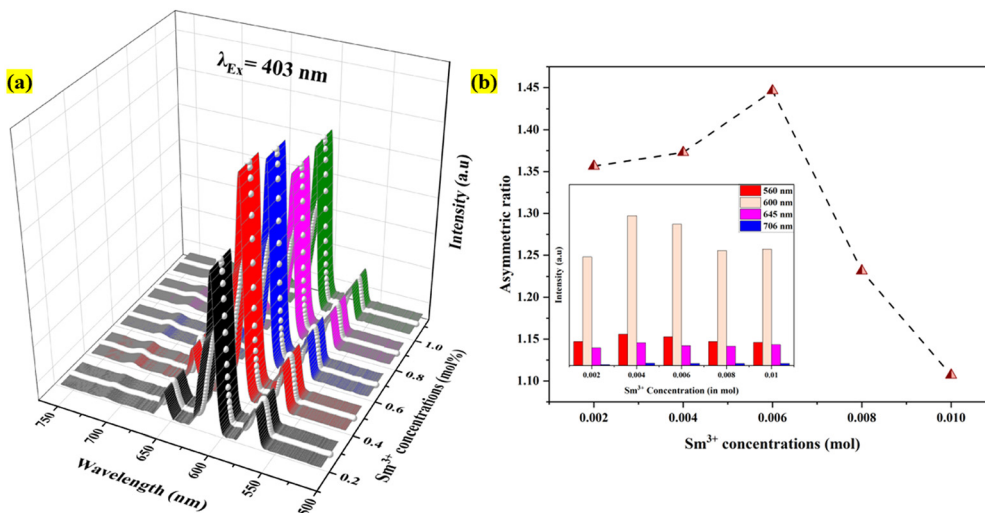 (a)
λEx= 403 nm
Intensity (a.u)
1.0
0.8
0.6
0.4
0.2
Sm³⁺ concentrations (mol%)
750
700
650
600
550
500
Wavelength (nm)
(b)
1.45
1.40
1.35
1.30
1.25
1.20
1.15
1.10
Asymmetric ratio
560 nm
600 nm
645 nm
706 nm
Intensity (a.u)
0.002 0,004 0,006 0,008 0.01
Sm³⁺ Concentration (in mol)
0.002 0.004 0.006 0.008 0.010
Sm³⁺ concentrations (mol)